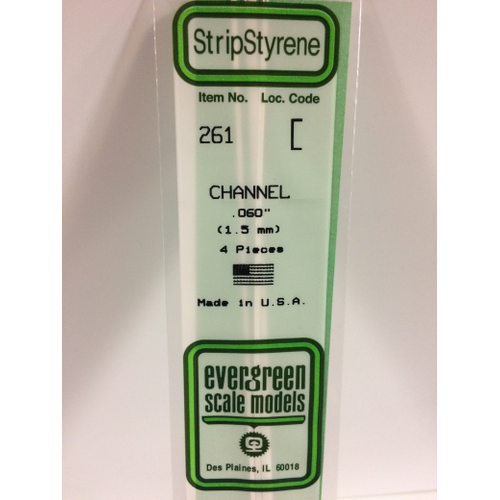 StripStyrene
Item No. Loc. Code
261 [
CHANNEL
.060"
(1.5 mm)
4 Pieces
Made in U.S.A.
evergreen
scale models
Des Plaines, IL 60018